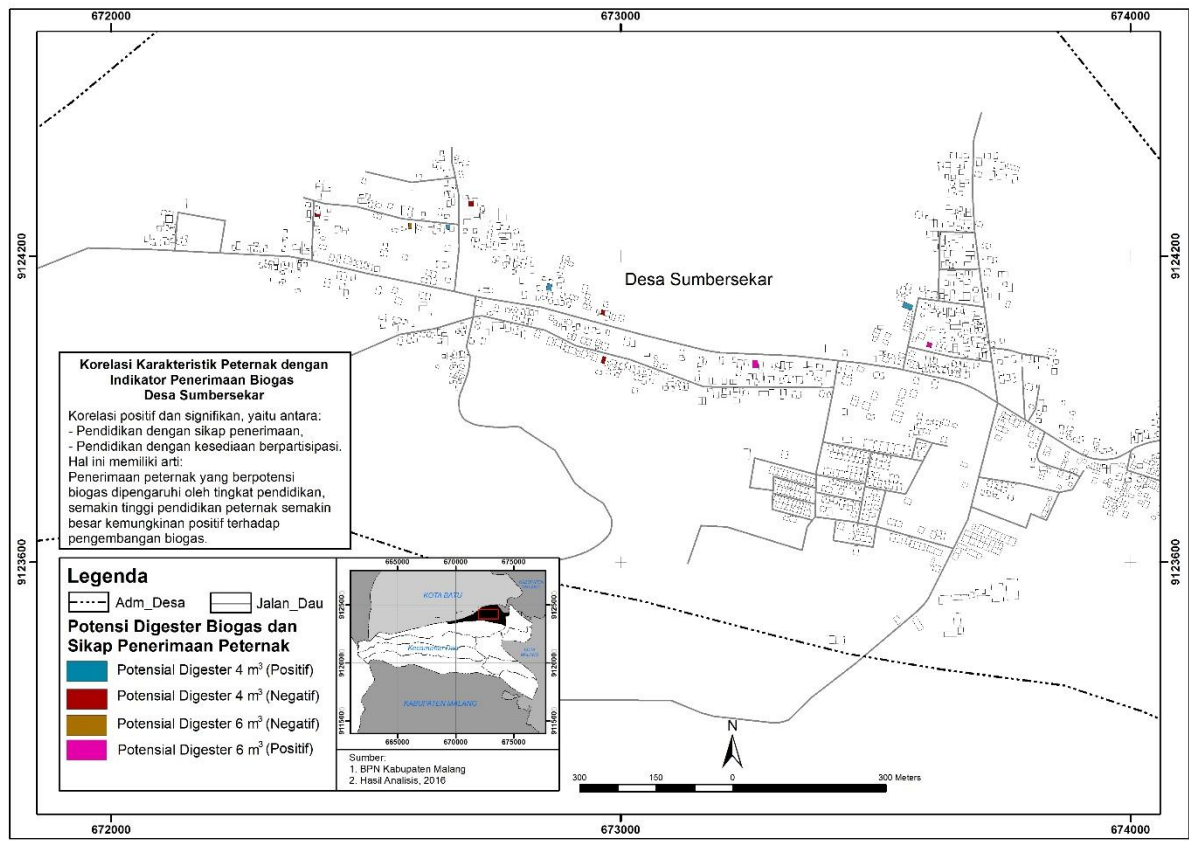 672000 673000 674000
9124200 9124200
Desa Sumbersekar
Korelasi Karakteristik Peternak dengan
Indikator Penerimaan Biogas
Desa Sumbersekar
Korelasi positif dan signifikan, yaitu antara:
- Pendidikan dengan sikap penerimaan,
- Pendidikan dengan kesediaan berpartisipasi.
Hal ini memiliki arti:
Penerimaan peternak yang berpotensi
biogas dipengaruhi oleh tingkat pendidikan,
semakin tinggi pendidikan peternak semakin
besar kemungkinan positif terhadap
pengembangan biogas.
9123600 9123600
Legenda
Adm_Desa Jalan_Dau
Potensi Digester Biogas dan
Sikap Penerimaan Peternak
Potensial Digester 4 m³ (Positif)
Potensial Digester 4 m³ (Negatif)
Potensial Digester 6 m³ (Negatif)
Potensial Digester 6 m³ (Positif)
665000 670000 675000
KOTA BATU
Kecamatan Dau
KABUPATEN MALANG
665000 670000 675000
Sumber:
1. BPN Kabupaten Malang
2. Hasil Analisis, 2016
N
300 150 0 300 Meters
672000 673000 674000